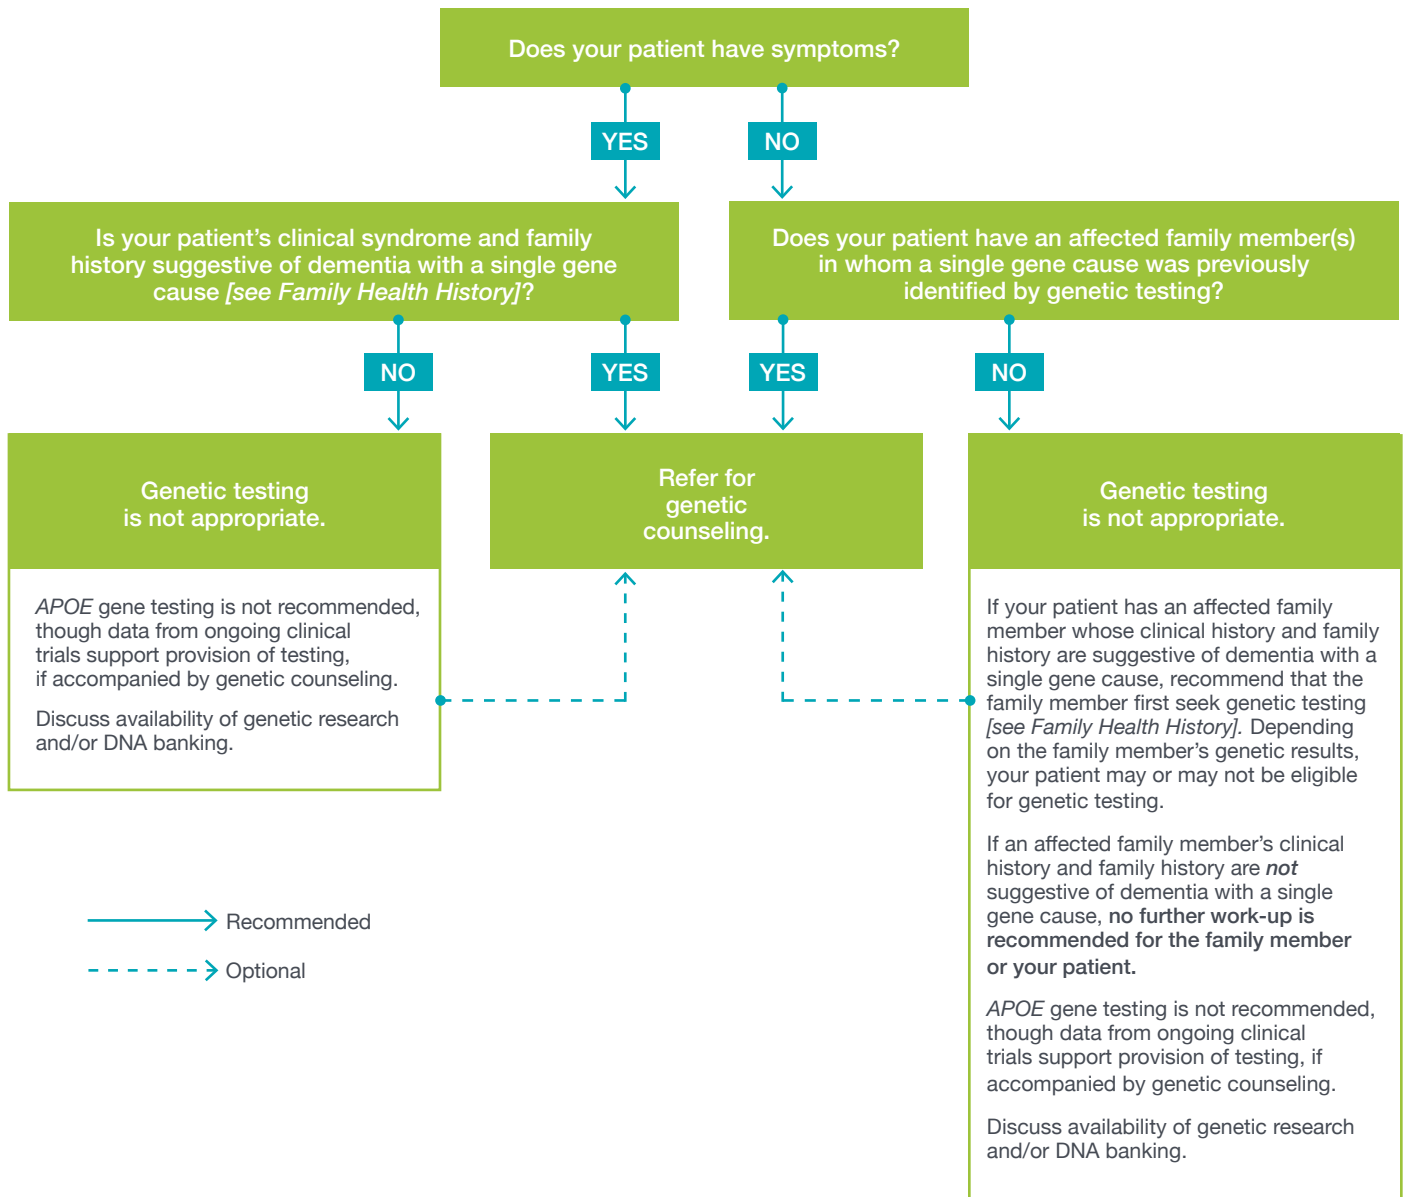 Does your patient have symptoms?
YES
NO
Is your patient’s clinical syndrome and family
history suggestive of dementia with a single gene
cause [see Family Health History]?
Does your patient have an affected family member(s)
in whom a single gene cause was previously
identified by genetic testing?
NO
YES
YES
NO
Genetic testing
is not appropriate.
Refer for
genetic
counseling.
Genetic testing
is not appropriate.
APOE gene testing is not recommended,
though data from ongoing clinical
trials support provision of testing,
if accompanied by genetic counseling.
Discuss availability of genetic research
and/or DNA banking.
If your patient has an affected family
member whose clinical history and family
history are suggestive of dementia with a
single gene cause, recommend that the
family member first seek genetic testing
[see Family Health History]. Depending
on the family member’s genetic results,
your patient may or may not be eligible
for genetic testing.
If an affected family member’s clinical
history and family history are not
suggestive of dementia with a single
gene cause, no further work-up is
recommended for the family member
or your patient.
APOE gene testing is not recommended,
though data from ongoing clinical
trials support provision of testing, if
accompanied by genetic counseling.
Discuss availability of genetic research
and/or DNA banking.
Recommended
Optional